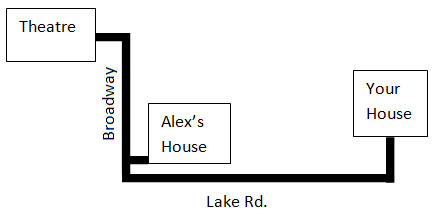 Theatre
Broadway
Alex’s
House
Your
House
Lake Rd.